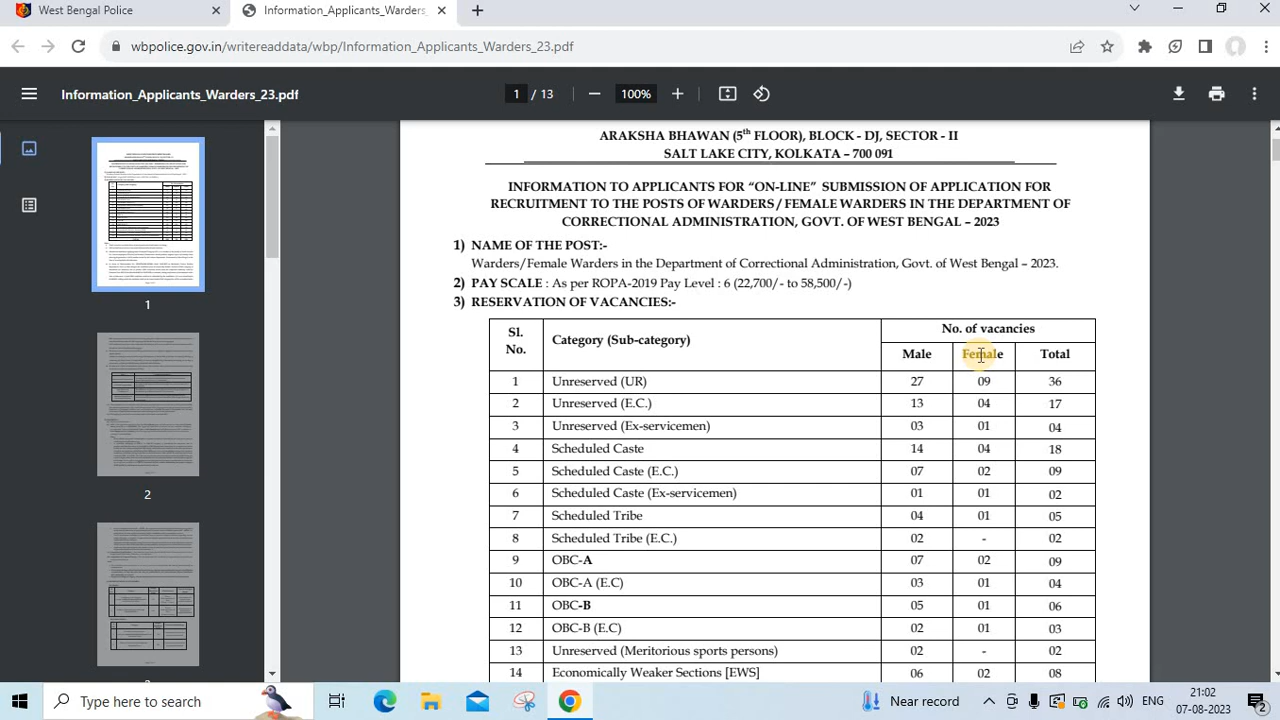 West Bengal Police
Information_Applicants_Warders_
wbpolice.gov.in/writereaddata/wbp/Information_Applicants_Warders_23.pdf
Information_Applicants_Warders_23.pdf
1 / 13
100%
1
2
ARAKSHA BHAWAN (5th FLOOR), BLOCK - DJ, SECTOR - II
SALT LAKE CITY, KOLKATA – 700 091
INFORMATION TO APPLICANTS FOR “ON-LINE” SUBMISSION OF APPLICATION FOR
RECRUITMENT TO THE POSTS OF WARDERS / FEMALE WARDERS IN THE DEPARTMENT OF
CORRECTIONAL ADMINISTRATION, GOVT. OF WEST BENGAL – 2023
1) NAME OF THE POST:-
Warders/Female Warders in the Department of Correctional Administration, Govt. of West Bengal – 2023.
2) PAY SCALE : As per ROPA-2019 Pay Level : 6 (22,700/- to 58,500/-)
3) RESERVATION OF VACANCIES:-
Sl. No. Category (Sub-category) No. of vacancies
Male Female Total
1 Unreserved (UR) 27 09 36
2 Unreserved (E.C.) 13 04 17
3 Unreserved (Ex-servicemen) 03 01 04
4 Scheduled Caste 14 04 18
5 Scheduled Caste (E.C.) 07 02 09
6 Scheduled Caste (Ex-servicemen) 01 01 02
7 Scheduled Tribe 04 01 05
8 Scheduled Tribe (E.C.) 02 - 02
9 OBC-A 07 02 09
10 OBC-A (E.C) 03 01 04
11 OBC-B 05 01 06
12 OBC-B (E.C) 02 01 03
13 Unreserved (Meritorious sports persons) 02 - 02
14 Economically Weaker Sections [EWS] 06 02 08
Type here to search
Near record
ENG
21:02
07-08-2023
2